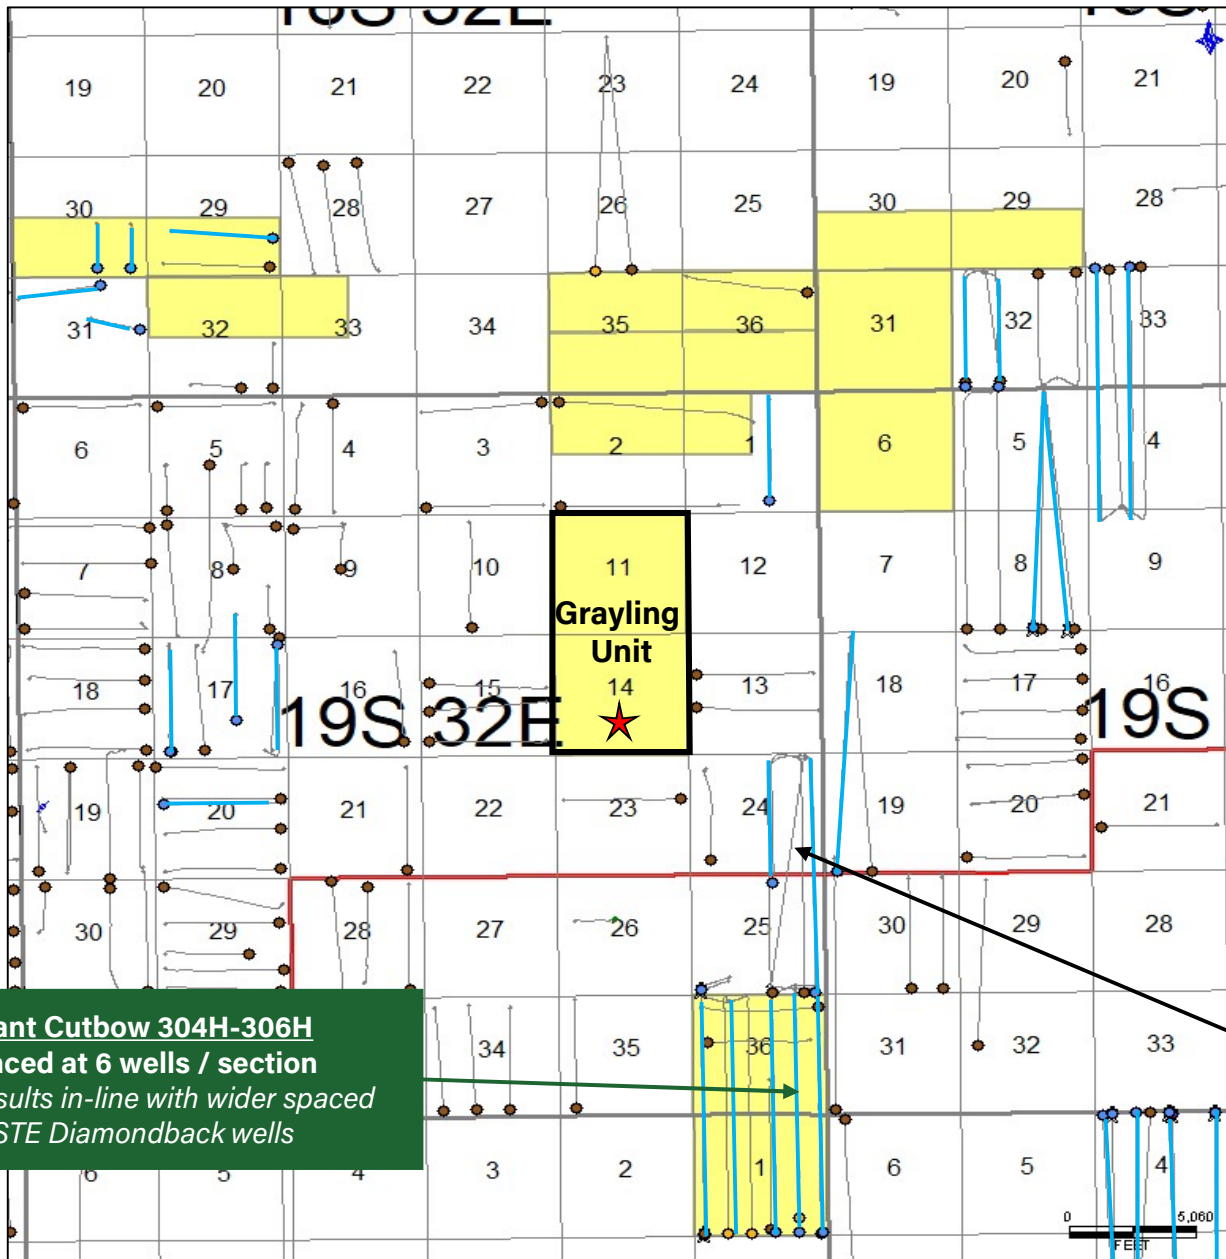 18S 32E
19 20 21 22 23 24 19 20 21
30 29 28 27 26 25 30 29 28
31 32 33 34 35 36 31 32 33
6 5 4 3 2 1 6 5 4
7 8 9 10 11 12 7 8 9
Grayling
Unit
18 17 16 15 14 13 18 17 16
19S 32E 19S
19 20 21 22 23 24 19 20 21
30 29 28 27 26 25 30 29 28
34 35 36 31 32 33
ant Cutbow 304H-306H
aced at 6 wells / section
sults in-line with wider spaced
STE Diamondback wells
6 5 4 3 2 1 6 5 4
0 5,060
FEET